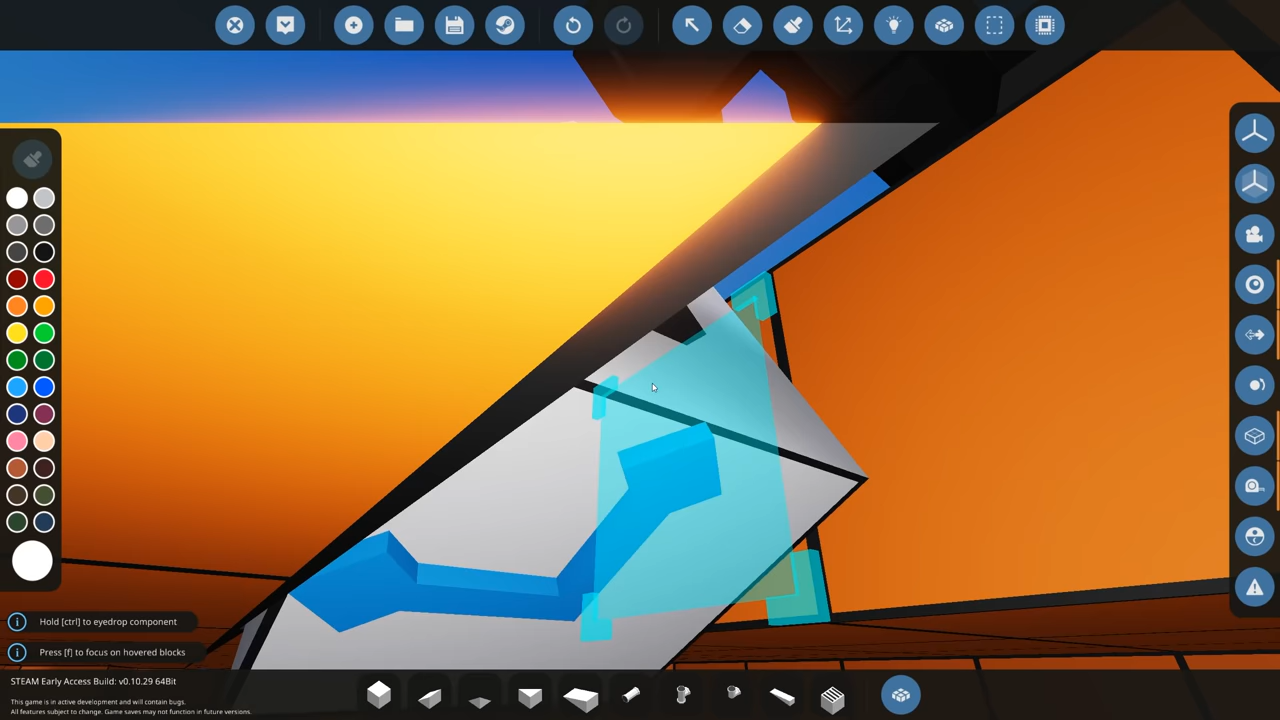 Hold [ctrl] to eyedrop component
Press [f] to focus on hovered blocks
STEAM Early Access Build: v0.10.29 64Bit
This game is in active development and will contain bugs.
All features subject to change. Game saves may not function in future versions.